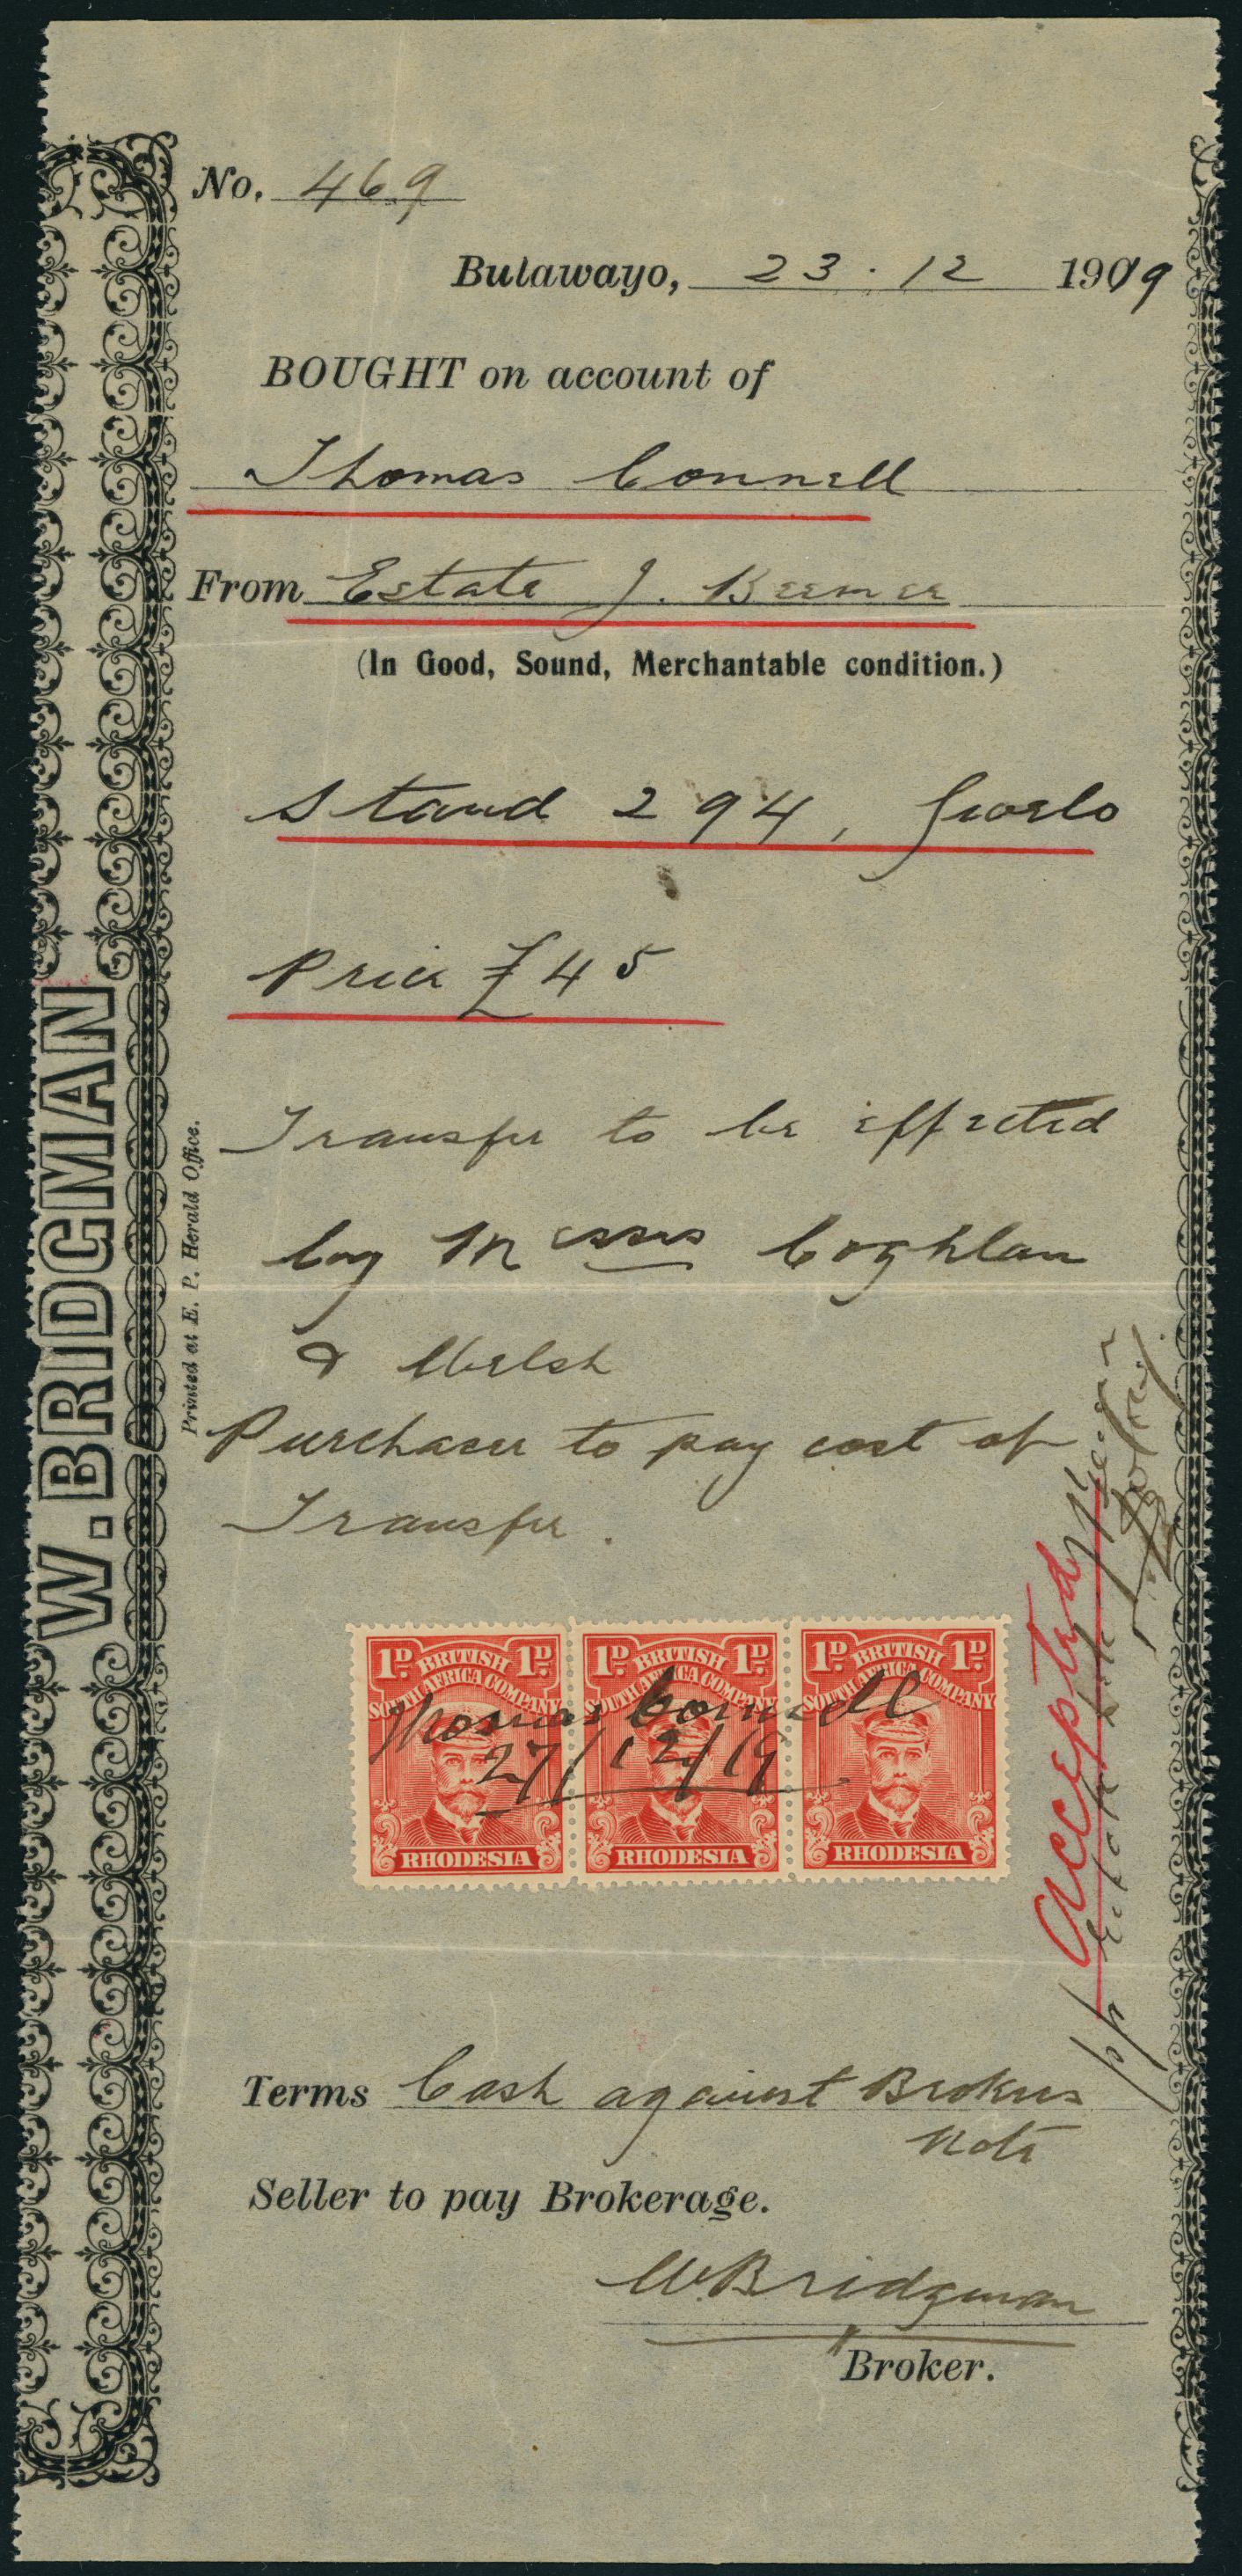 No. 469
Bulawayo, 23.12 1919
BOUGHT on account of
Thomas Connell
From Estate J. Beemer
(In Good, Sound, Merchantable condition.)
Stand 294, Gwelo
Price £45
Transfer to be effected
by Messrs Coghlan
& Welsh
Purchaser to pay cost of
Transfer.
1D BRITISH 1D
SOUTH AFRICA COMPANY
RHODESIA
1D BRITISH 1D
SOUTH AFRICA COMPANY
RHODESIA
1D BRITISH 1D
SOUTH AFRICA COMPANY
RHODESIA
Thomas Connell
27/12/19
Terms Cash against Brokers
Note
Seller to pay Brokerage.
W. Bridgman
Broker.
W. BRIDGMAN
Printed at E. P. Herald Office.
accepted
pp